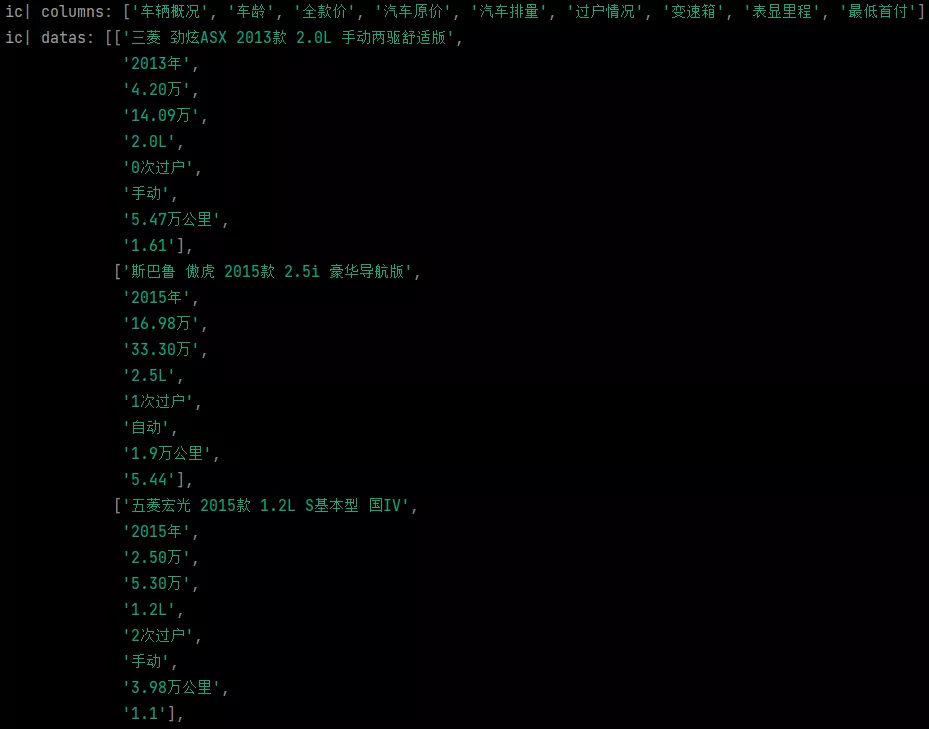 ic| columns: ['车辆概况', '车龄', '全款价', '汽车原价', '汽车排量', '过户情况', '变速箱', '表显里程', '最低首付']
ic| datas: [['三菱 劲炫ASX 2013款 2.0L 手动两驱舒适版',
'2013年',
'4.20万',
'14.09万',
'2.0L',
'0次过户',
'手动',
'5.47万公里',
'1.61'],
['斯巴鲁 傲虎 2015款 2.5i 豪华导航版',
'2015年',
'16.98万',
'33.30万',
'2.5L',
'1次过户',
'自动',
'1.9万公里',
'5.44'],
['五菱宏光 2015款 1.2L S基本型 国IV',
'2015年',
'2.50万',
'5.30万',
'1.2L',
'2次过户',
'手动',
'3.98万公里',
'1.1'],